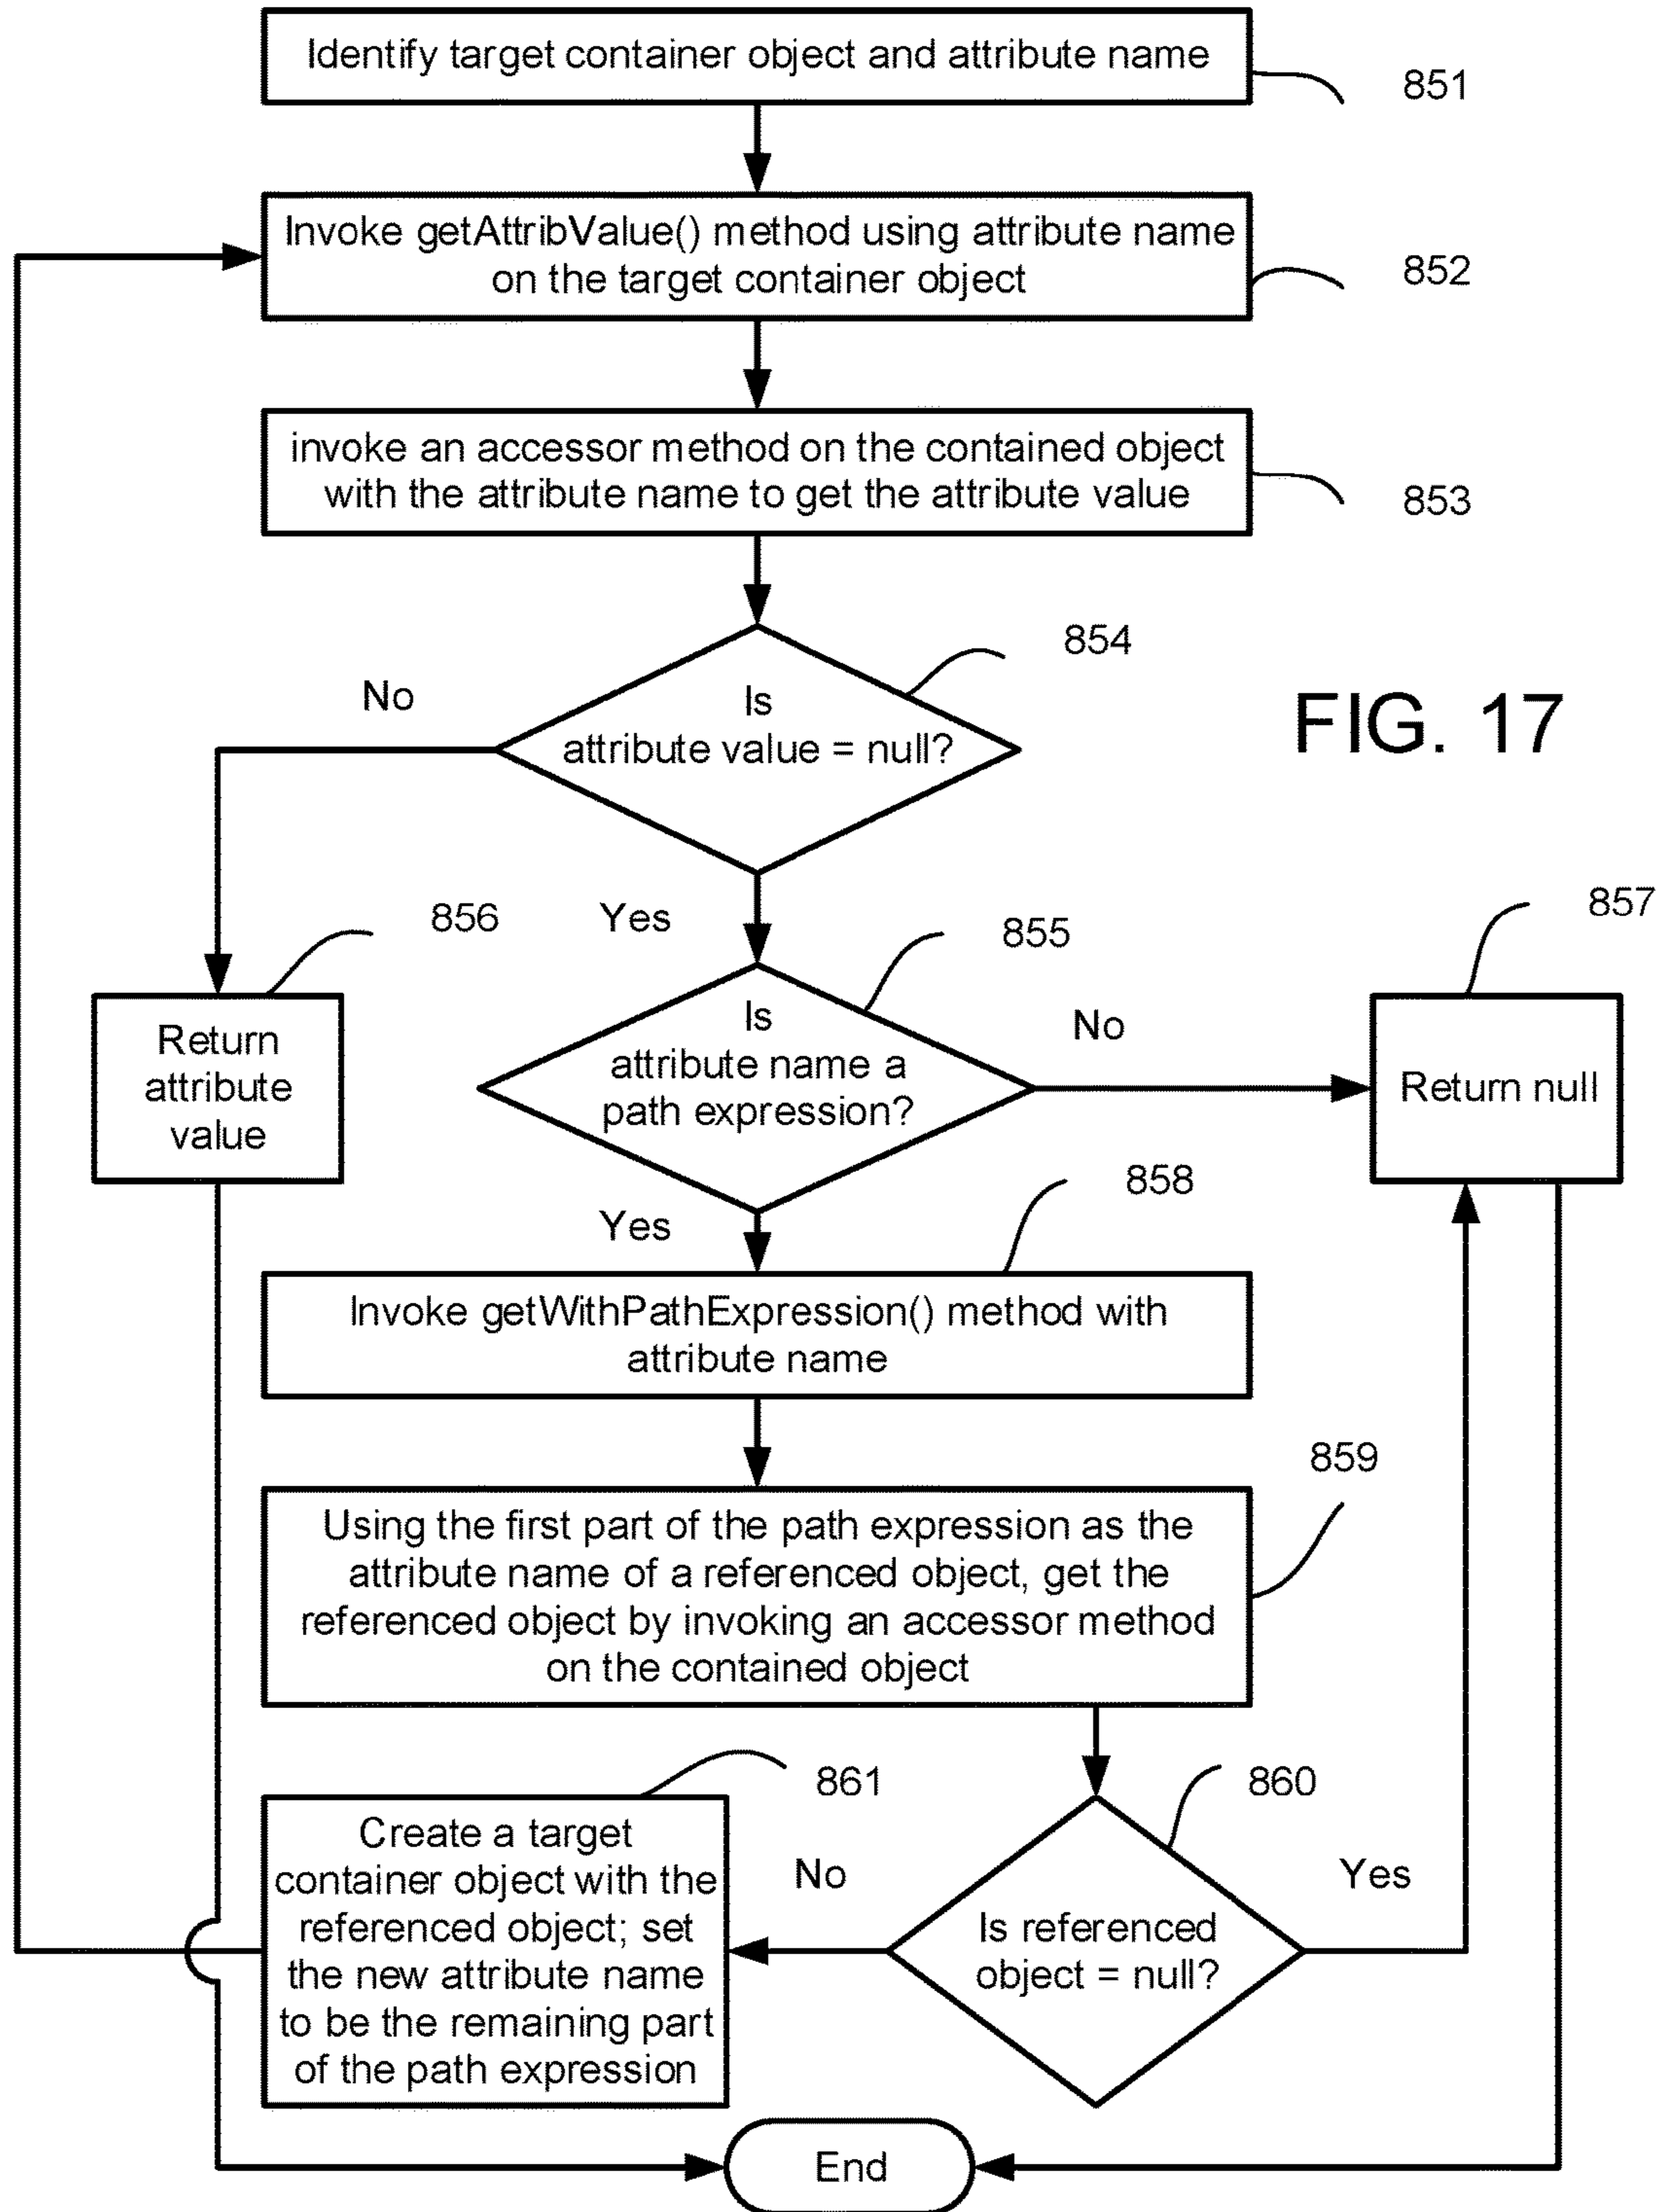 Identify target container object and attribute name
851
Invoke getAttribValue() method using attribute name
on the target container object
852
invoke an accessor method on the contained object
with the attribute name to get the attribute value
853
854
No
Is
attribute value = null?
FIG. 17
Yes
856
855
857
Return
attribute
value
Is
attribute name a
path expression?
No
Return null
Yes
858
Invoke getWithPathExpression() method with
attribute name
859
Using the first part of the path expression as the
attribute name of a referenced object, get the
referenced object by invoking an accessor method
on the contained object
861
860
Create a target
container object with the
referenced object; set
the new attribute name
to be the remaining part
of the path expression
No
Is referenced
object = null?
Yes
End